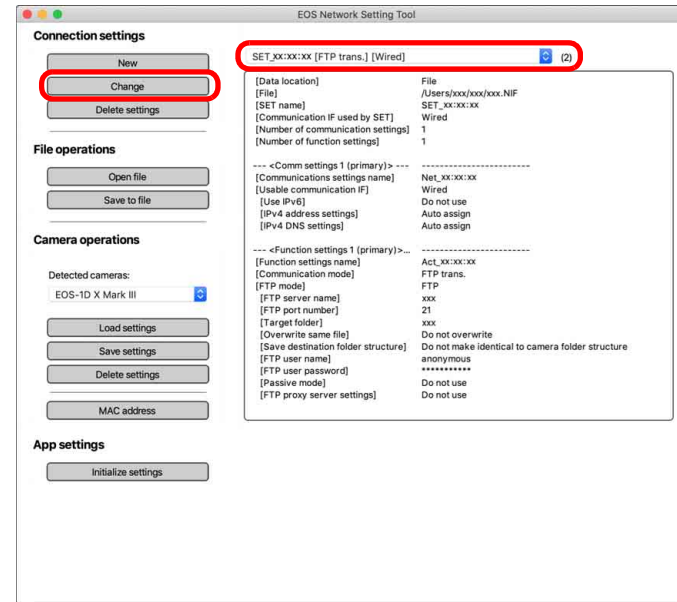 EOS Network Setting Tool
Connection settings
New
Change
Delete settings
File operations
Open file
Save to file
Camera operations
Detected cameras:
EOS-1D X Mark III
Load settings
Save settings
Delete settings
MAC address
App settings
Initialize settings
SET_xx:xx:xx [FTP trans.] [Wired] (2)
[Data location] File
[File] /Users/xxx/xxx/xxx.NIF
[SET name] SET_xx:xx:xx
[Communication IF used by SET] Wired
[Number of communication settings] 1
[Number of function settings] 1
--- <Comm settings 1 (primary)> --- -----------------------
[Communications settings name] Net_xx:xx:xx
[Usable communication IF] Wired
[Use IPv6] Do not use
[IPv4 address settings] Auto assign
[IPv4 DNS settings] Auto assign
--- <Function settings 1 (primary)>... -----------------------
[Function settings name] Act_xx:xx:xx
[Communication mode] FTP trans.
[FTP mode] FTP
[FTP server name] xxx
[FTP port number] 21
[Target folder] xxx
[Overwrite same file] Do not overwrite
[Save destination folder structure] Do not make identical to camera folder structure
[FTP user name] anonymous
[FTP user password] ***********
[Passive mode] Do not use
[FTP proxy server settings] Do not use